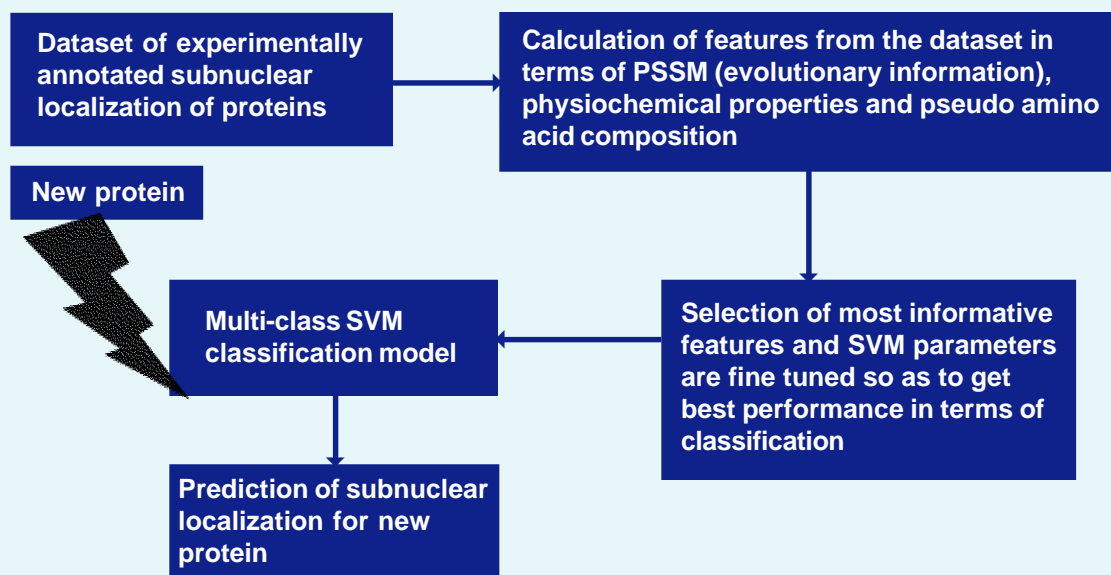 Dataset of experimentally
annotated subnuclear
localization of proteins
Calculation of features from the dataset in
terms of PSSM (evolutionary information),
physiochemical properties and pseudo amino
acid composition
New protein
Multi-class SVM
classification model
Selection of most informative
features and SVM parameters
are fine tuned so as to get
best performance in terms of
classification
Prediction of subnuclear
localization for new
protein